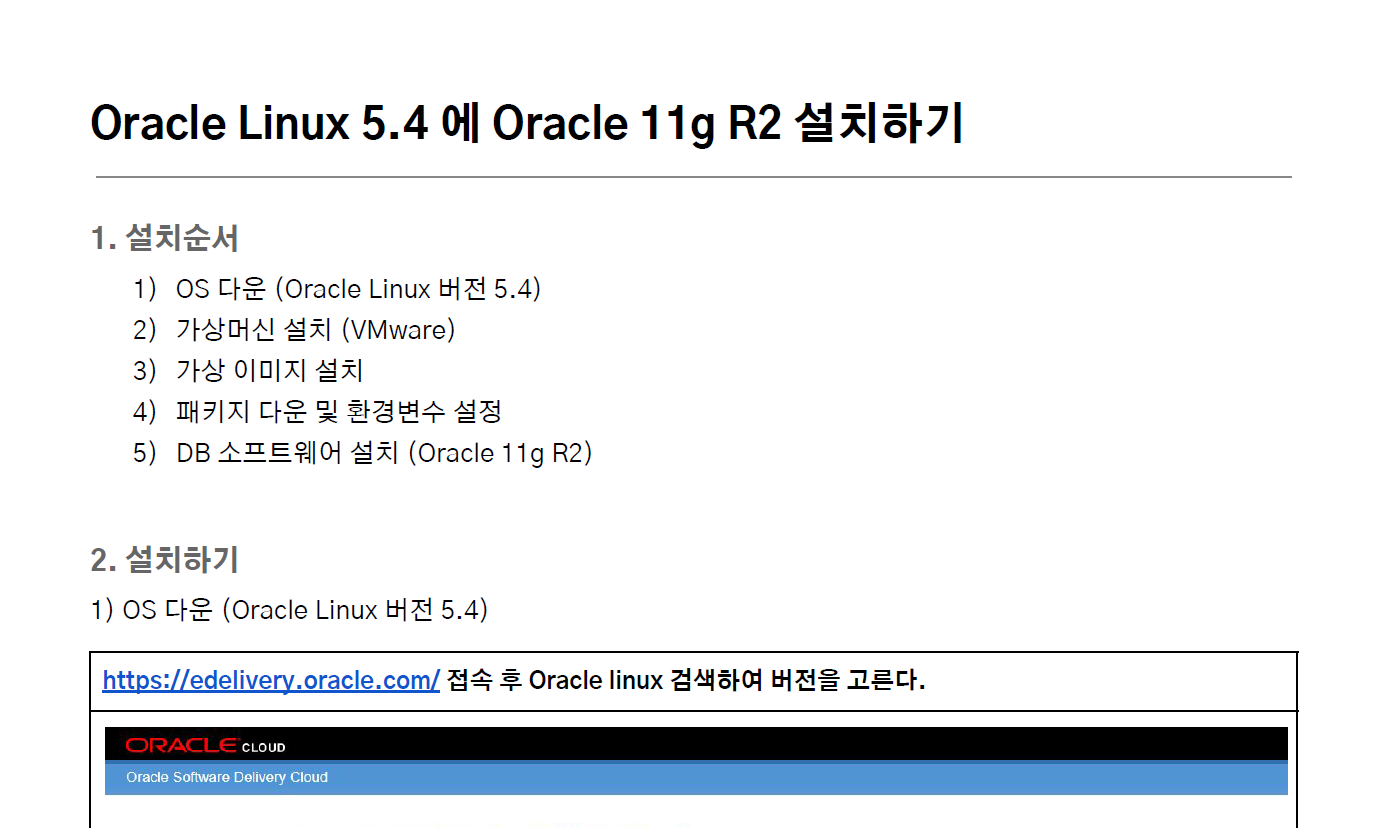 Oracle Linux 5.4 에 Oracle 11g R2 설치하기
1. 설치순서
1) OS 다운 (Oracle Linux 버전 5.4)
2) 가상머신 설치 (VMware)
3) 가상 이미지 설치
4) 패키지 다운 및 환경변수 설정
5) DB 소프트웨어 설치 (Oracle 11g R2)
2. 설치하기
1) OS 다운 (Oracle Linux 버전 5.4)
https://edelivery.oracle.com/ 접속 후 Oracle linux 검색하여 버전을 고른다.
ORACLE CLOUD
Oracle Software Delivery Cloud